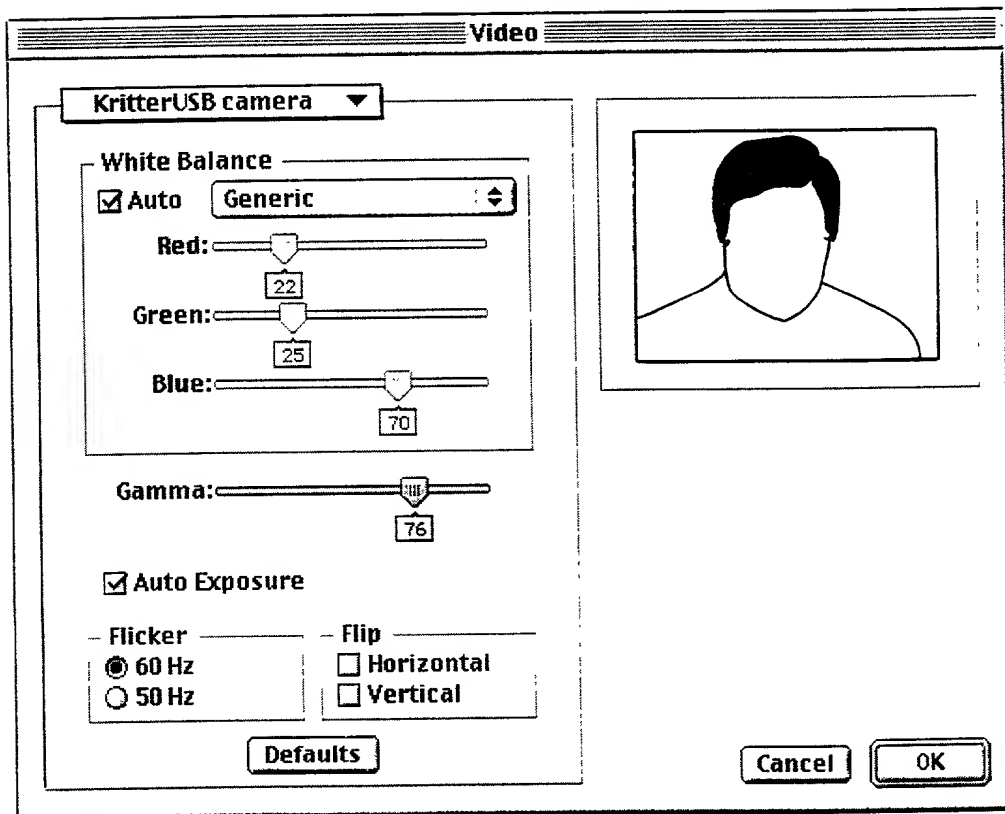 Video
KritterUSB camera
White Balance
Auto Generic
Red:
22
Green:
25
Blue:
70
Gamma:
76
Auto Exposure
Flicker
60 Hz
50 Hz
Flip
Horizontal
Vertical
Defaults
Cancel
OK